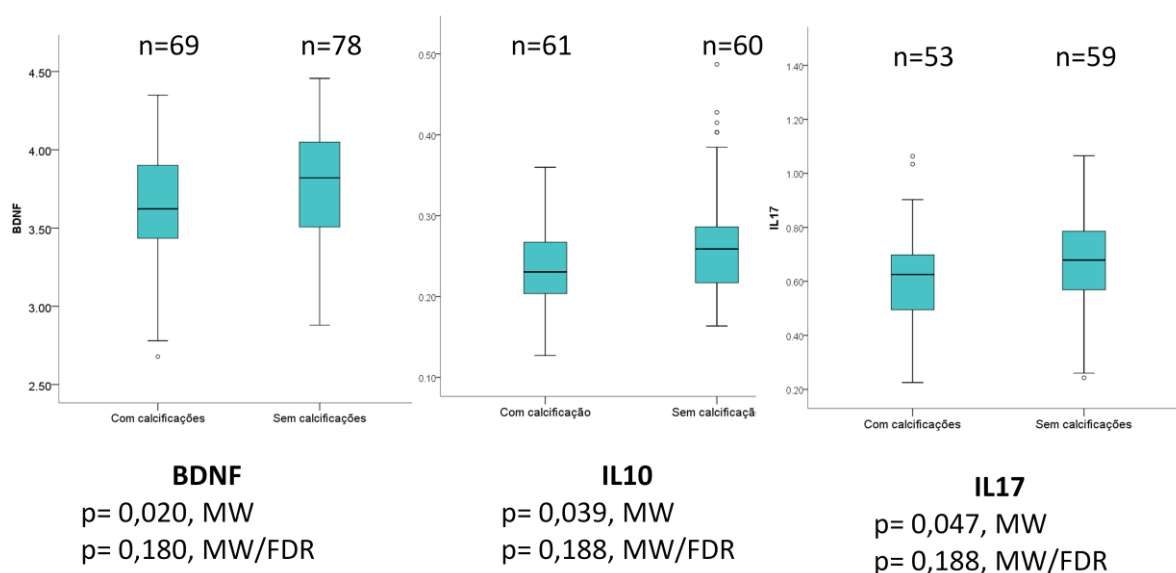 n=69
n=78
4.50
4.00
3.50
3.00
2.50
BDNF
Com calcificações
Sem calcificações
BDNF
p= 0,020, MW
p= 0,180, MW/FDR
n=61
n=60
0.50
0.40
0.30
0.20
0.10
Com calcificação
Sem calcificaçã
IL10
p= 0,039, MW
p= 0,188, MW/FDR
n=53
n=59
1.40
1.20
1.00
0.80
0.60
0.40
0.20
IL17
Com calcificações
Sem calcificações
IL17
p= 0,047, MW
p= 0,188, MW/FDR